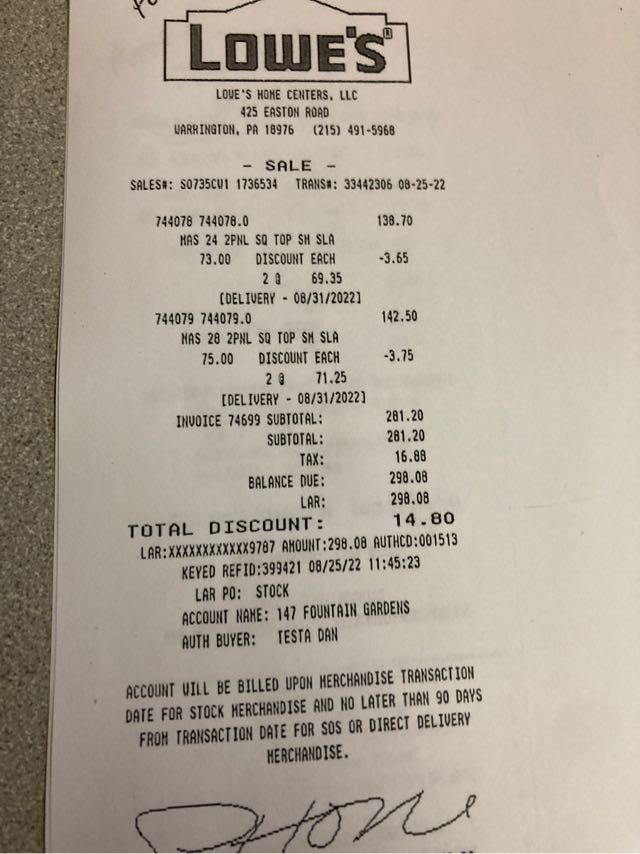 LOWE'S®
LOWE'S HOME CENTERS, LLC
425 EASTON ROAD
WARRINGTON, PA 18976 (215) 491-5968
- SALE -
SALES#: S0735CW1 1736534 TRANS#: 33442306 08-25-22
744078 744078.0 138.70
MAS 24 2PNL SQ TOP SM SLA
73.00 DISCOUNT EACH -3.65
2 @ 69.35
[DELIVERY - 08/31/2022]
744079 744079.0 142.50
MAS 28 2PNL SQ TOP SM SLA
75.00 DISCOUNT EACH -3.75
2 @ 71.25
[DELIVERY - 08/31/2022]
INVOICE 74699 SUBTOTAL: 281.20
SUBTOTAL: 281.20
TAX: 16.88
BALANCE DUE: 298.08
LAR: 298.08
TOTAL DISCOUNT: 14.80
LAR:XXXXXXXXXXXX9787 AMOUNT:298.08 AUTHCD:001513
KEYED REFID:399421 08/25/22 11:45:23
LAR PO: STOCK
ACCOUNT NAME: 147 FOUNTAIN GARDENS
AUTH BUYER: TESTA DAN
ACCOUNT WILL BE BILLED UPON MERCHANDISE TRANSACTION
DATE FOR STOCK MERCHANDISE AND NO LATER THAN 90 DAYS
FROM TRANSACTION DATE FOR SOS OR DIRECT DELIVERY
MERCHANDISE.